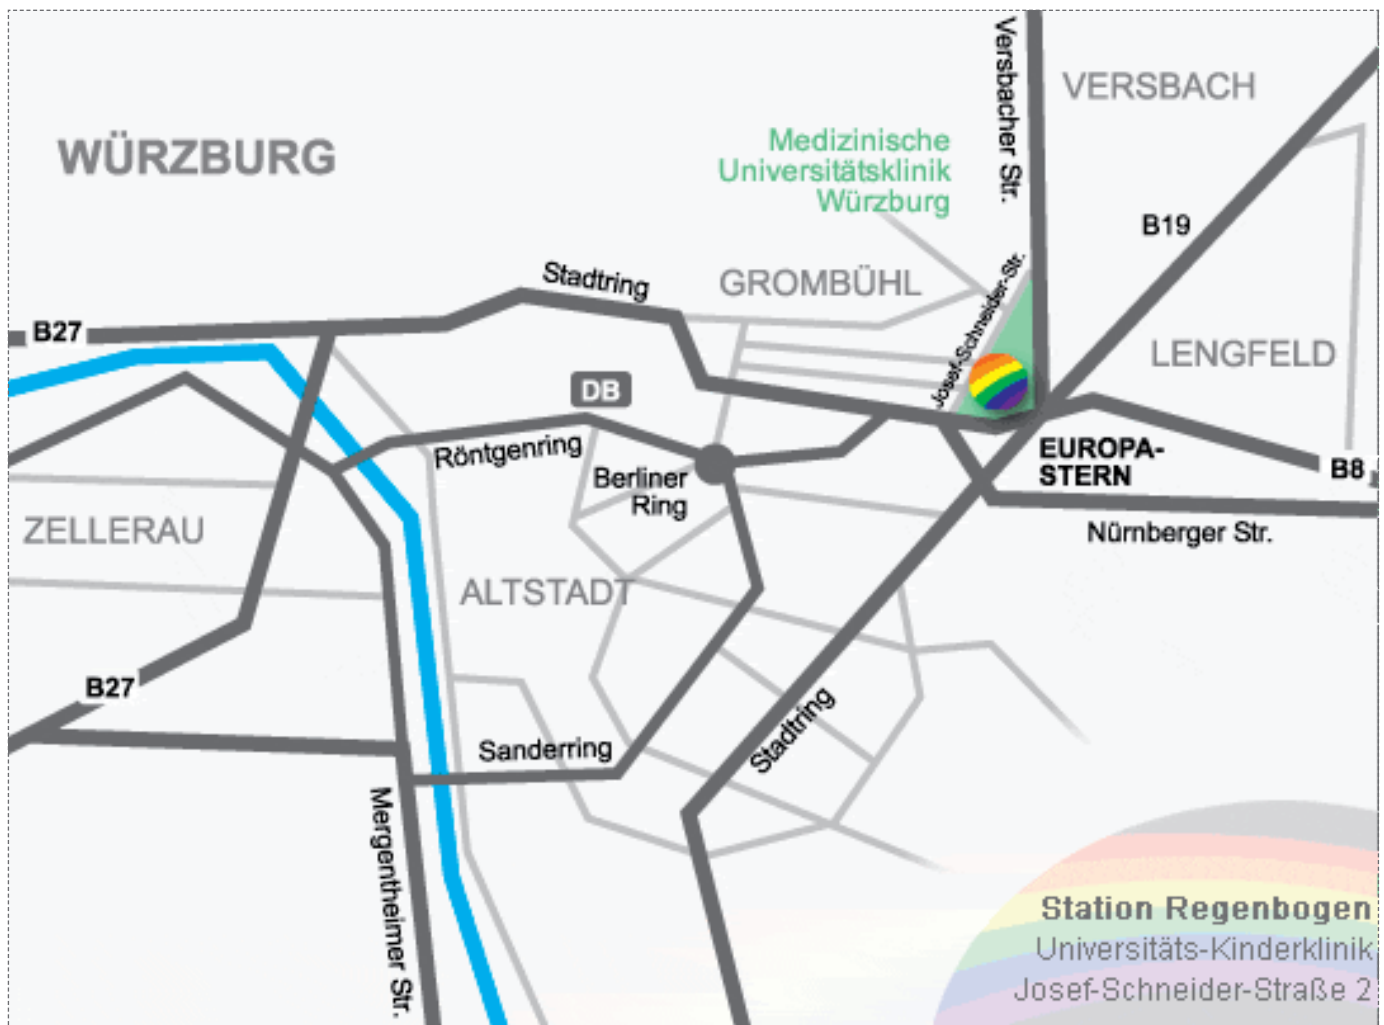 Versbacher Str.
VERSBACH
WÜRZBURG
Medizinische
Universitätsklinik
Würzburg
B19
Stadtring
GROMBÜHL
Josef-Schneider-Str.
B27
LENGFELD
DB
Röntgenring
Berliner
Ring
EUROPA-
STERN
B8
ZELLERAU
Nürnberger Str.
ALTSTADT
B27
Stadtring
Sanderring
Mergentheimer Str.
Station Regenbogen
Universitäts-Kinderklinik
Josef-Schneider-Straße 2